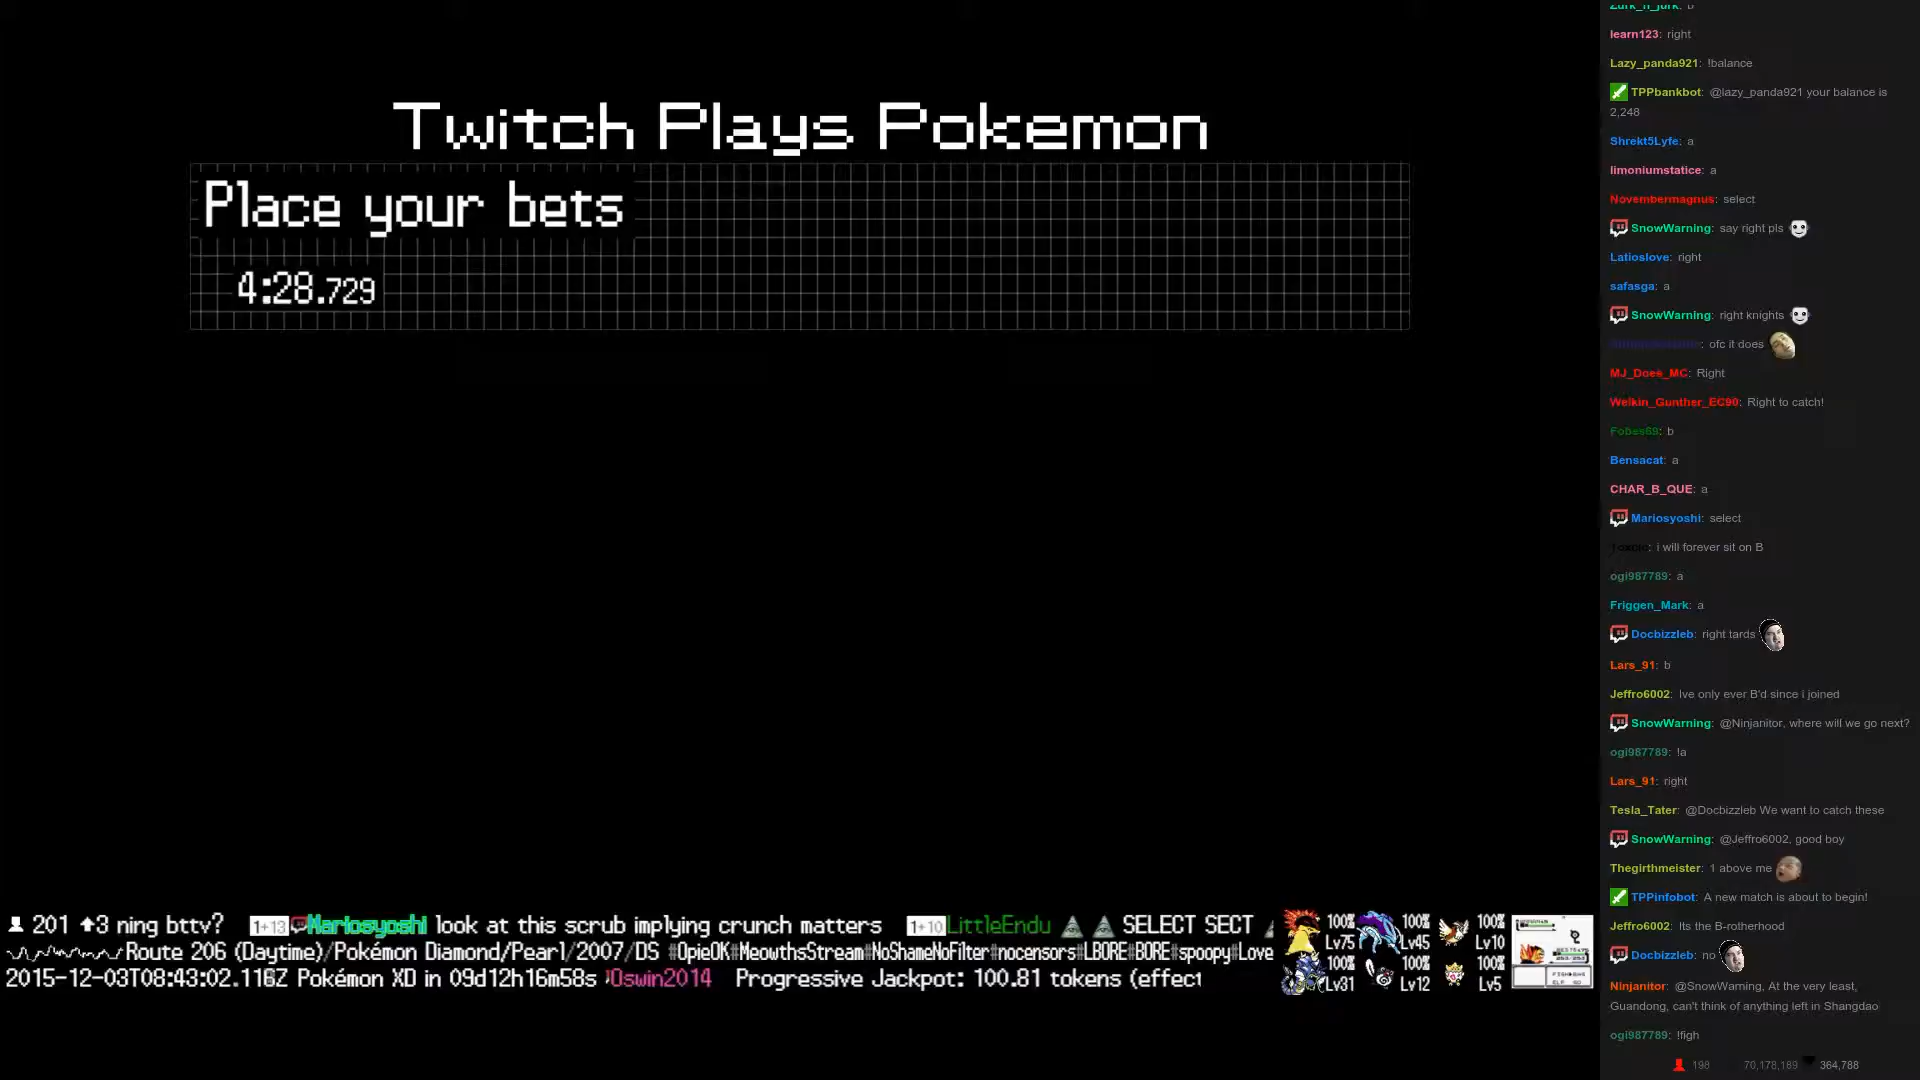 Twitch Plays Pokemon
Place your bets
4:28.729
201 3 ning bttv? 1+13 Mariosyoshi look at this scrub implying crunch matters 1+10 LittleEndu SELECT SECT
Route 206 (Daytime)/Pokémon Diamond/Pearl/2007/DS #OpieOK#MeowthsStream#NoShameNoFilter#nocensors#LBORE#BORE#spoopy#Love
Pokémon XD in 09d12h16m58s Oswin2014 Progressive Jackpot: 100.81 tokens (effect
100% Lv75 100% Lv45 100% Lv10
100% Lv31 100% Lv12 100% Lv5
Zurk_n_jurk: b
learn123: right
Lazy_panda921: !balance
TPPbankbot: @lazy_panda921 your balance is
2,248
Shrekt5Lyfe: a
limoniumstatice: a
Novembermagnus: select
SnowWarning: say right pls
Latioslove: right
safasga: a
SnowWarning: right knights
: ofc it does
MJ_Does_MC: Right
Welkin_Gunther_EC90: Right to catch!
Fobes69: b
Bensacat: a
CHAR_B_QUE: a
Mariosyoshi: select
: i will forever sit on B
ogi987789: a
Friggen_Mark: a
Docbizzleb: right tards
Lars_91: b
Jeffro6002: Ive only ever B'd since i joined
SnowWarning: @Ninjanitor, where will we go next?
ogi987789: !a
Lars_91: right
Tesla_Tater: @Docbizzleb We want to catch these
SnowWarning: @Jeffro6002, good boy
Thegirthmeister: 1 above me
TPPinfobot: A new match is about to begin!
Jeffro6002: Its the B-rotherhood
Docbizzleb: no
Ninjanitor: @SnowWarning, At the very least,
Guandong, can't think of anything left in Shangdao
ogi987789: !figh
198 70,178,189 364,788